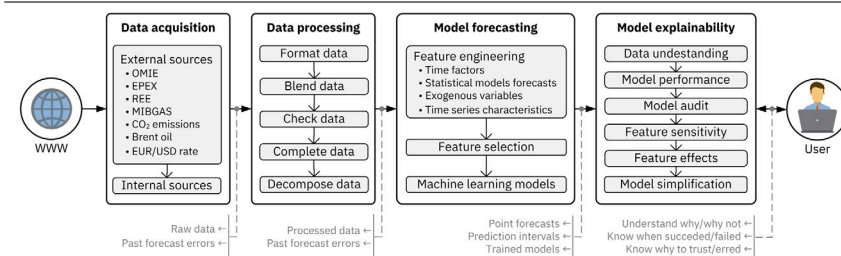 Data acquisition
External sources
• OMIE
• EPEX
• REE
• MIBGAS
• CO₂ emissions
• Brent oil
• EUR/USD rate
Internal sources
WWW
Data processing
Format data
Blend data
Check data
Complete data
Decompose data
Model forecasting
Feature engineering
• Time factors
• Statistical models forecasts
• Exogenous variables
• Time series characteristics
Feature selection
Machine learning models
Model explainability
Data undestanding
Model performance
Model audit
Feature sensitivity
Feature effects
Model simplification
User
Raw data ←
Past forecast errors ←
Processed data ←
Past forecast errors ←
Point forecasts ←
Prediction intervals ←
Trained models ←
Understand why/why not ←
Know when succeded/failed ←
Know why to trust/erred ←